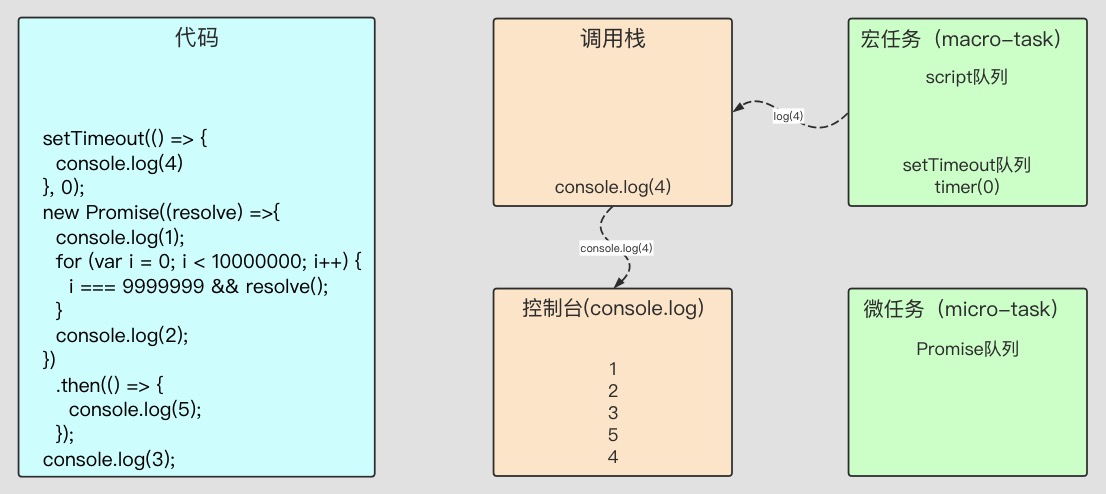 代码
setTimeout(() => {
console.log(4)
}, 0);
new Promise((resolve) =>{
console.log(1);
for (var i = 0; i < 10000000; i++) {
i === 9999999 && resolve();
}
console.log(2);
})
.then(() => {
console.log(5);
});
console.log(3);
调用栈
console.log(4)
log(4)
宏任务（macro-task）
script队列
setTimeout队列
timer(0)
console.log(4)
控制台(console.log)
1
2
3
5
4
微任务（micro-task）
Promise队列